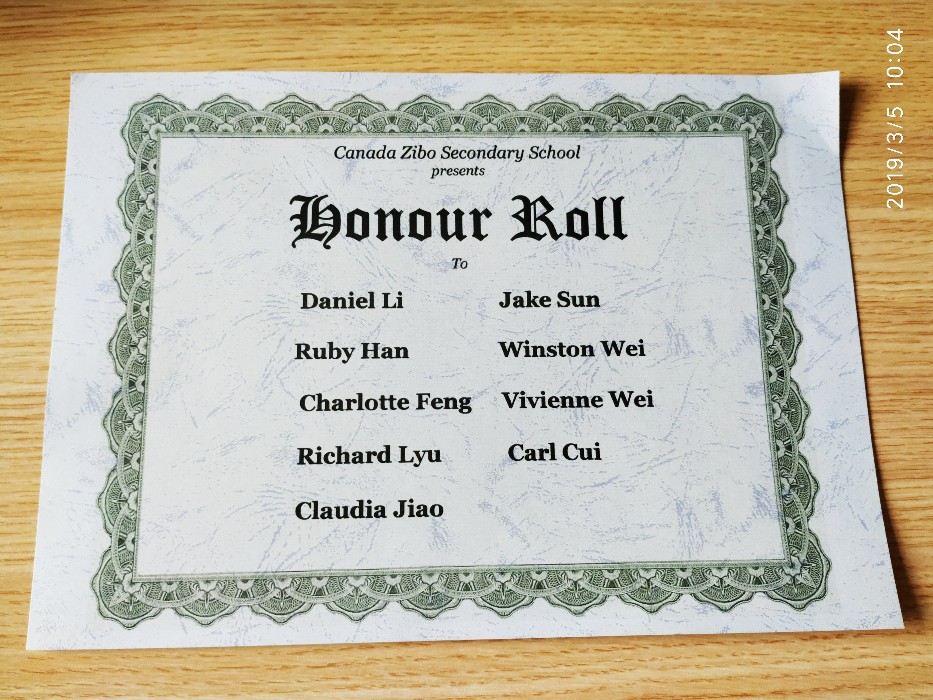 Canada Zibo Secondary School
presents
Honour Roll
To
Daniel Li Jake Sun
Ruby Han Winston Wei
Charlotte Feng Vivienne Wei
Richard Lyu Carl Cui
Claudia Jiao
2019/3/5 10:04